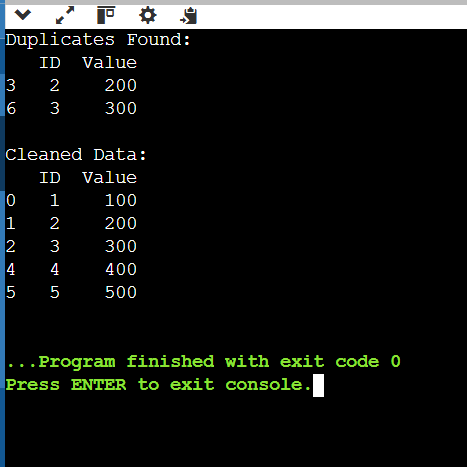 Duplicates Found:
   ID  Value
3   2    200
6   3    300

Cleaned Data:
   ID  Value
0   1    100
1   2    200
2   3    300
4   4    400
5   5    500

...Program finished with exit code 0
Press ENTER to exit console.